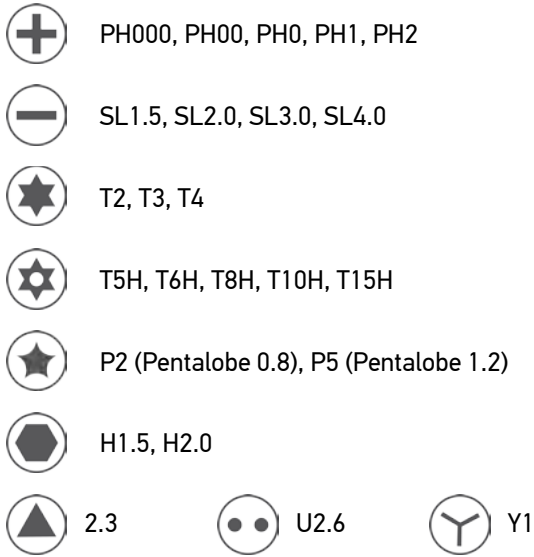 PH000, PH00, PH0, PH1, PH2
SL1.5, SL2.0, SL3.0, SL4.0
T2, T3, T4
T5H, T6H, T8H, T10H, T15H
P2 (Pentalobe 0.8), P5 (Pentalobe 1.2)
H1.5, H2.0
2.3 U2.6 Y1